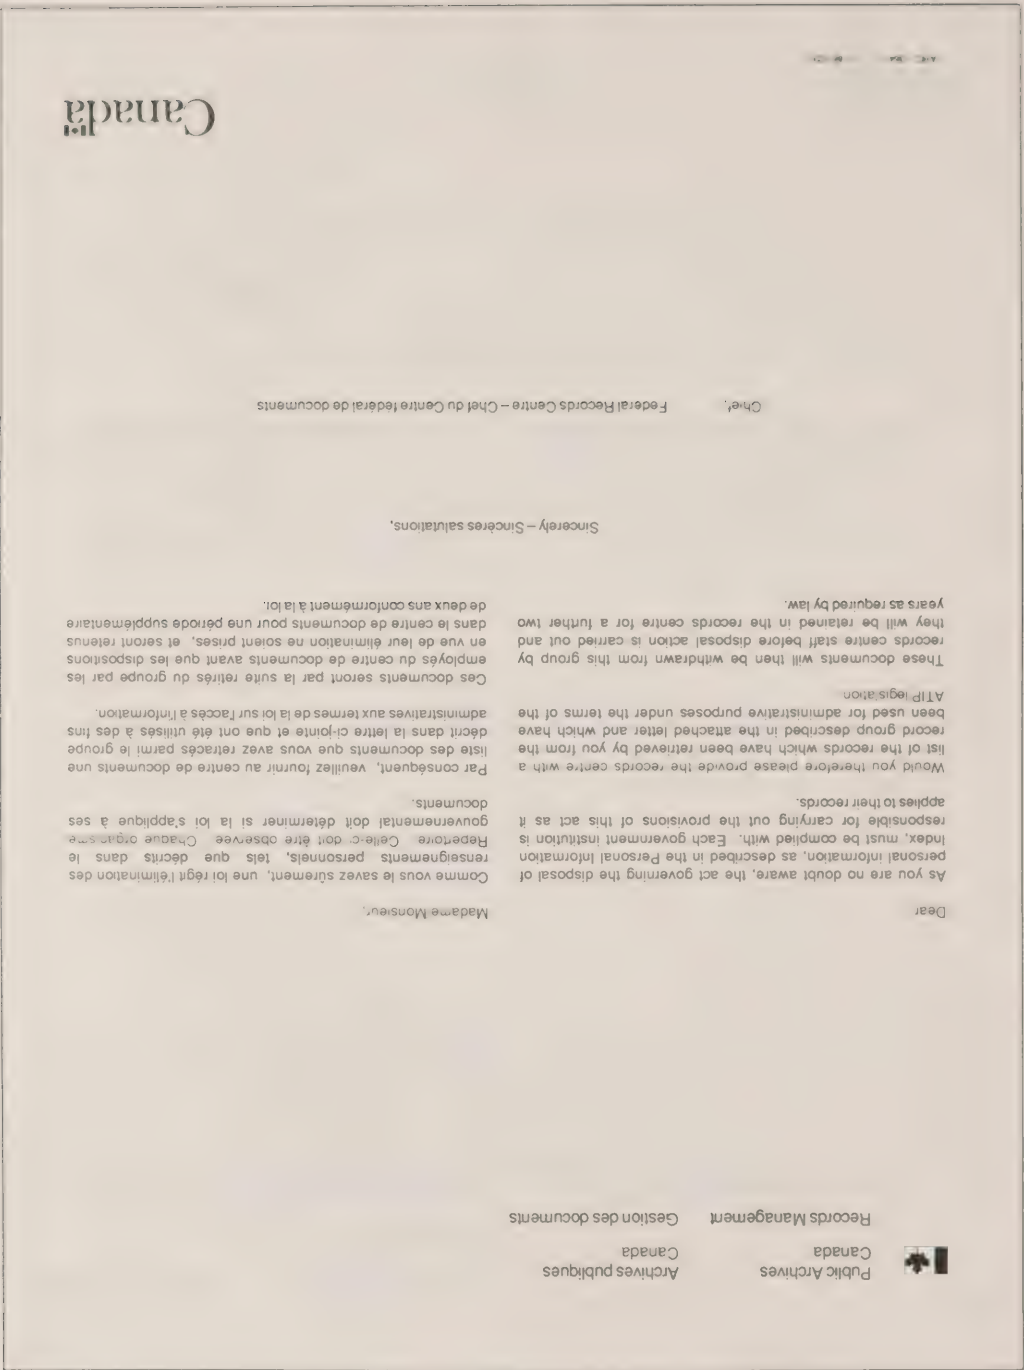 Public Archives
Canada
Archives publiques
Canada
Records Management
Gestion des documents
Dear
As you are no doubt aware, the act governing the disposal of
personal information, as described in the Personal Information
Index, must be complied with. Each government institution is
responsible for carrying out the provisions of this act as it
applies to their records.
Would you therefore please provide the records centre with a
list of the records which have been retrieved by you from the
record group described in the attached letter and which have
been used for administrative purposes under the terms of the
ATIP legislation
These documents will then be withdrawn from this group by
records centre staff before disposal action is carried out and
they will be retained in the records centre for a further two
years as required by law.
Madame Monsieur,
Comme vous le savez sûrement, une loi régit l'élimination des
renseignements personnels, tels que décrits dans le
Répertoire Celle-ci doit être observée Chaque organisme
gouvernemental doit déterminer si la loi s'applique à ses
documents.
Par conséquent, veuillez fournir au centre de documents une
liste des documents que vous avez retracés parmi le groupe
décrit dans la lettre ci-jointe et que ont été utilisés à des fins
administratives aux termes de la loi sur l'accès à l'information.
Ces documents seront par la suite retirés du groupe par les
employés du centre de documents avant que les dispositions
en vue de leur élimination ne soient prises, et seront retenus
dans le centre de documents pour une période supplémentaire
de deux ans conformément à la loi.
Sincerely – Sincères salutations,
Chief, Federal Records Centre – Chef du Centre fédéral de documents
Canada